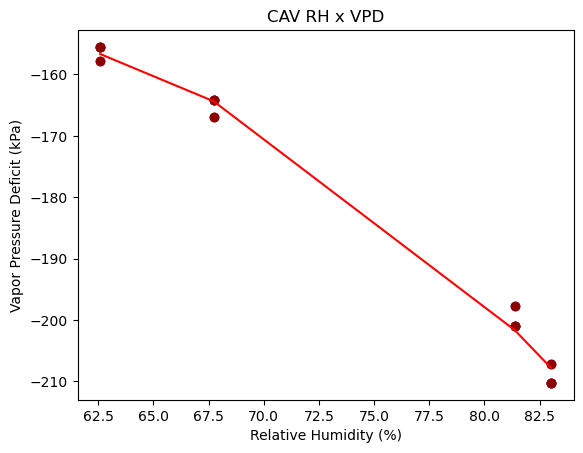 CAV RH x VPD
Vapor Pressure Deficit (kPa)
−160
−170
−180
−190
−200
−210
62.5 65.0 67.5 70.0 72.5 75.0 77.5 80.0 82.5
Relative Humidity (%)